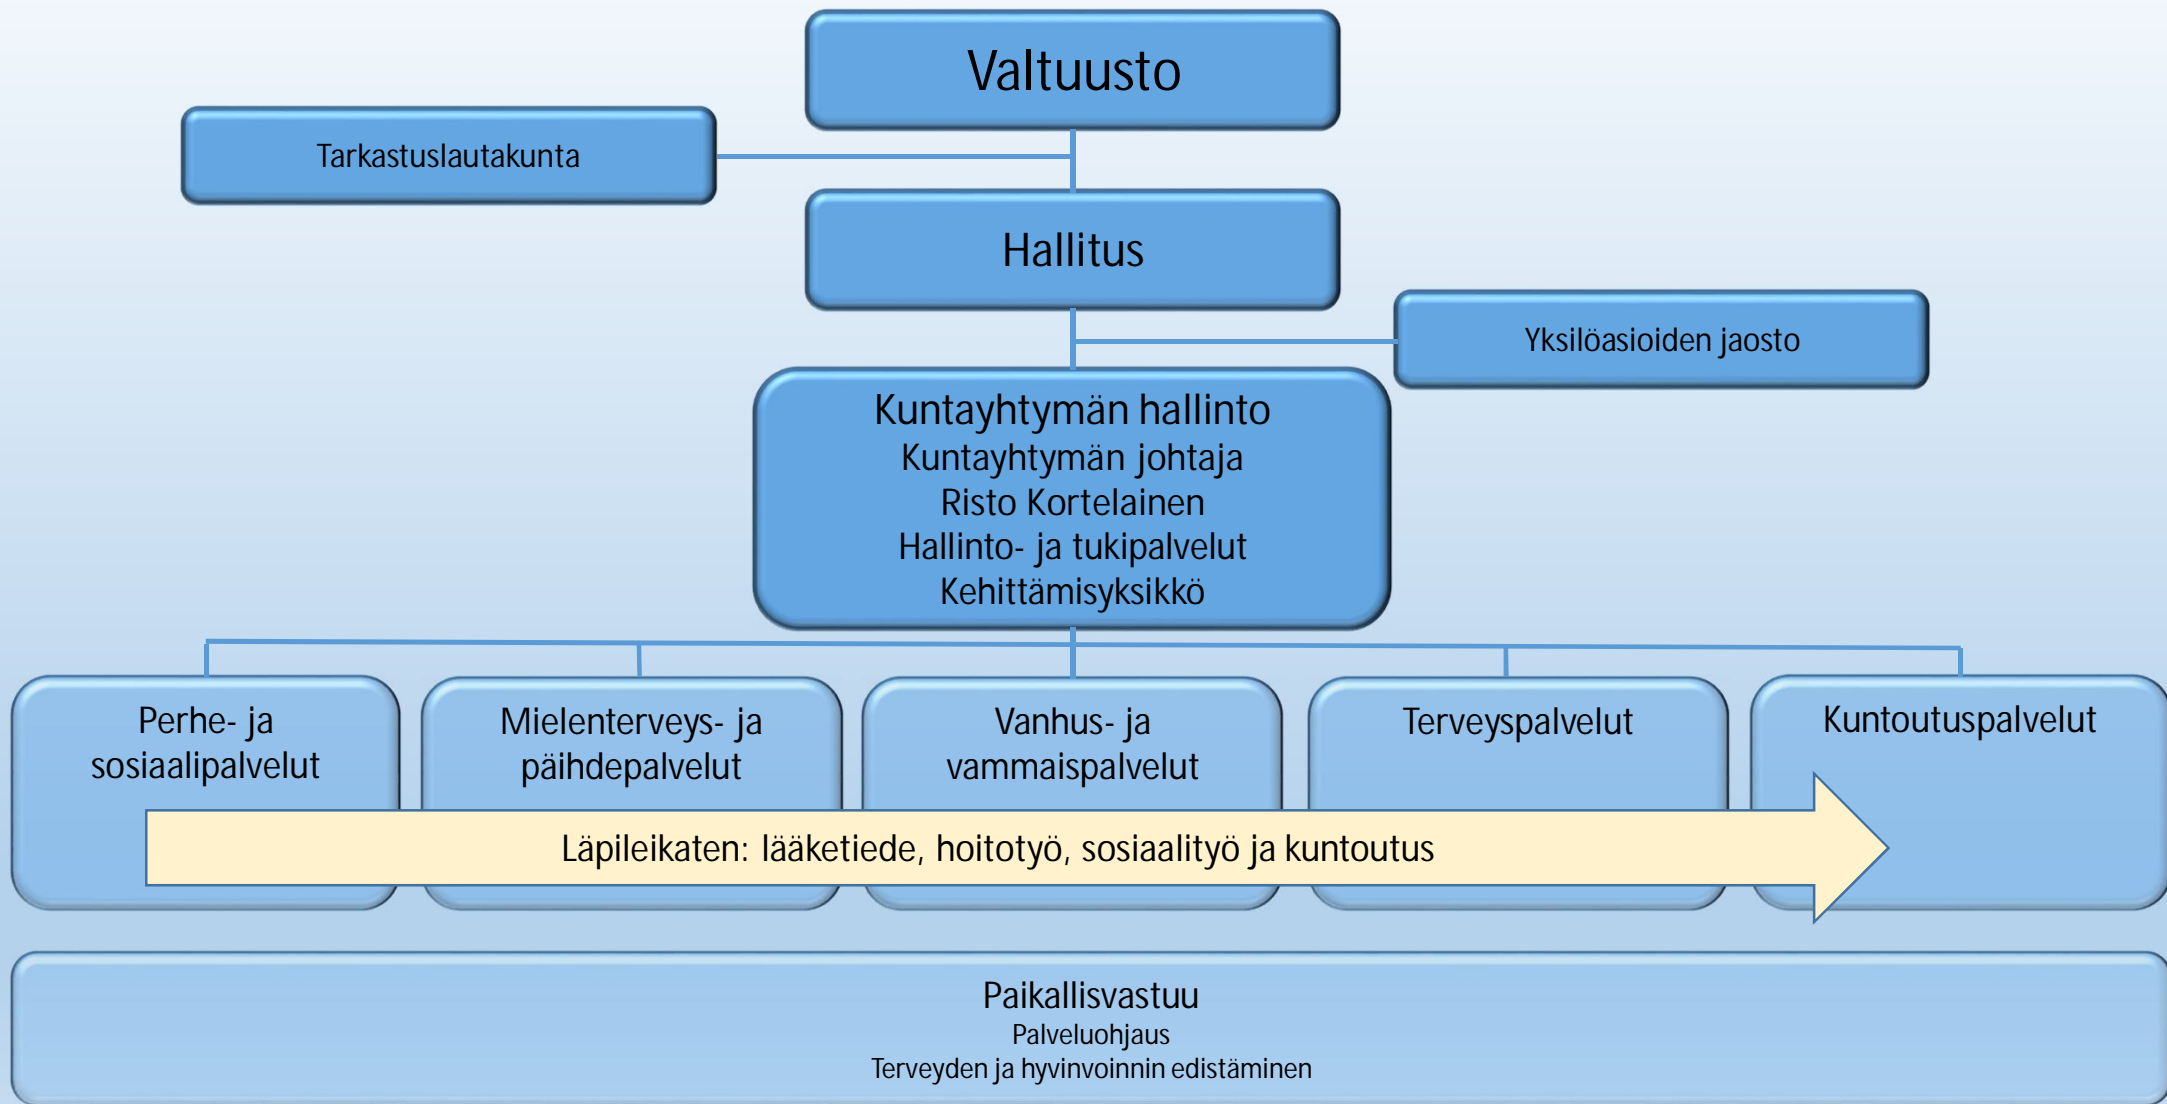 Valtuusto
Tarkastuslautakunta
Hallitus
Yksilöasioiden jaosto
Kuntayhtymän hallinto
Kuntayhtymän johtaja
Risto Kortelainen
Hallinto- ja tukipalvelut
Kehittämisyksikkö
Perhe- ja
sosiaalipalvelut
Mielenterveys- ja
päihdepalvelut
Vanhus- ja
vammaispalvelut
Terveyspalvelut
Kuntoutuspalvelut
Läpileikaten: lääketiede, hoitotyö, sosiaalityö ja kuntoutus
Paikallisvastuu
Palveluohjaus
Terveyden ja hyvinvoinnin edistäminen